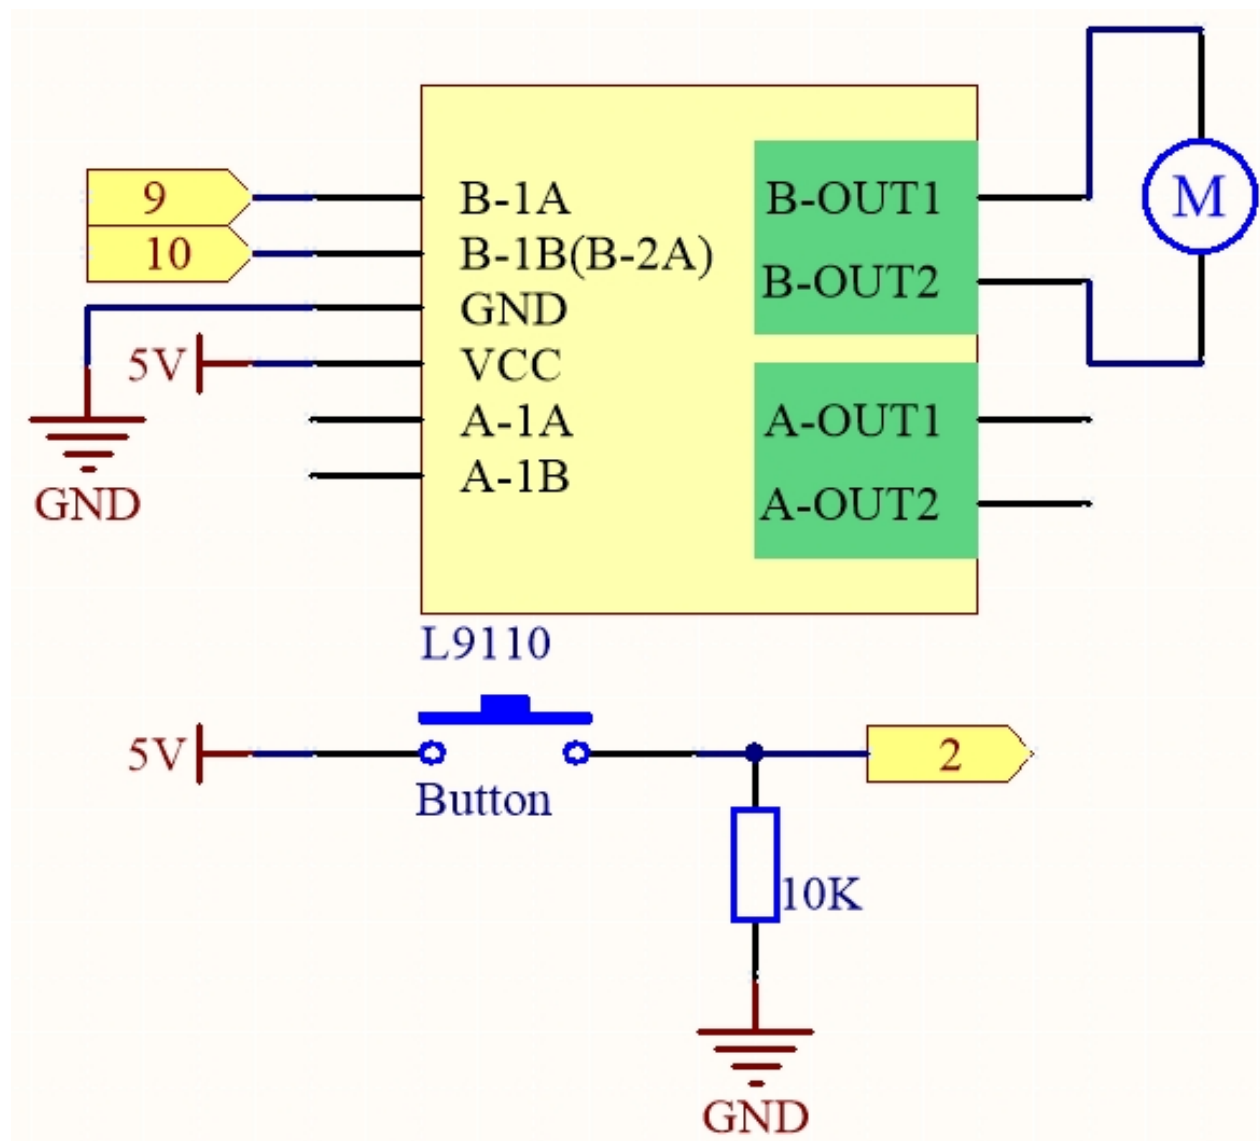 9
B-1A
B-OUT1
M
10
B-1B(B-2A)
B-OUT2
GND
5V
VCC
A-1A
A-OUT1
A-1B
A-OUT2
GND
L9110
5V
Button
2
10K
GND